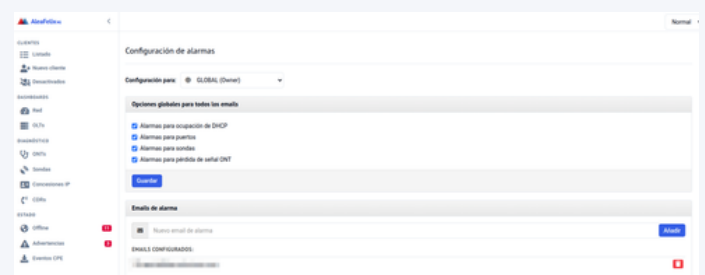 Normal
CLIENTES
Listado
Nuevo cliente
Desactivados
DASHBOARDS
Red
OLTs
DIAGNÓSTICO
ONTs
Sondas
Concesiones IP
CDRs
ESTADO
Offline 11
Advertencias
Eventos CPE
Configuración de alarmas
Configuración para: GLOBAL (Owner)
Opciones globales para todos los emails
Alarmas para ocupación de DHCP
Alarmas para puertos
Alarmas para sondas
Alarmas para pérdida de señal ONT
Guardar
Emails de alarma
Nuevo email de alarma Añadir
EMAILS CONFIGURADOS: